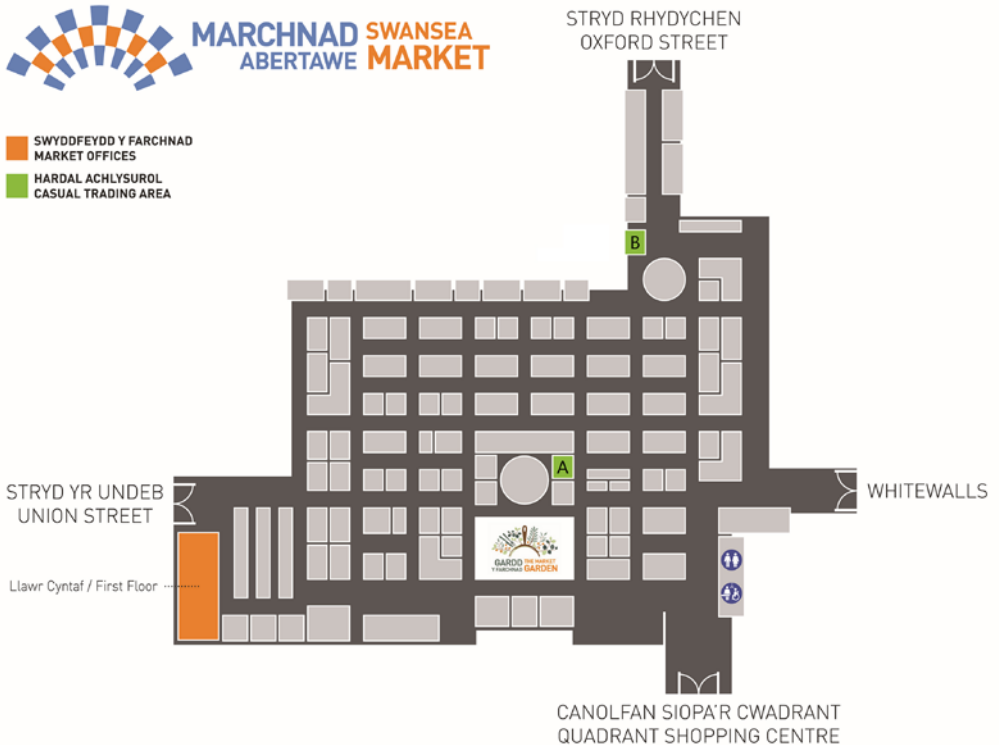 MARCHNAD ABERTAWE
SWANSEA MARKET
STRYD RHYDYCHEN
OXFORD STREET
SWYDDFEYDD Y FARCHNAD
MARKET OFFICES
HARDAL ACHLYSUROL
CASUAL TRADING AREA
B
A
STRYD YR UNDEB
UNION STREET
WHITEWALLS
GARDD
Y FARCHNAD
THE MARKET
GARDEN
Llawr Cyntaf / First Floor
CANOLFAN SIOPA'R CWADRANT
QUADRANT SHOPPING CENTRE